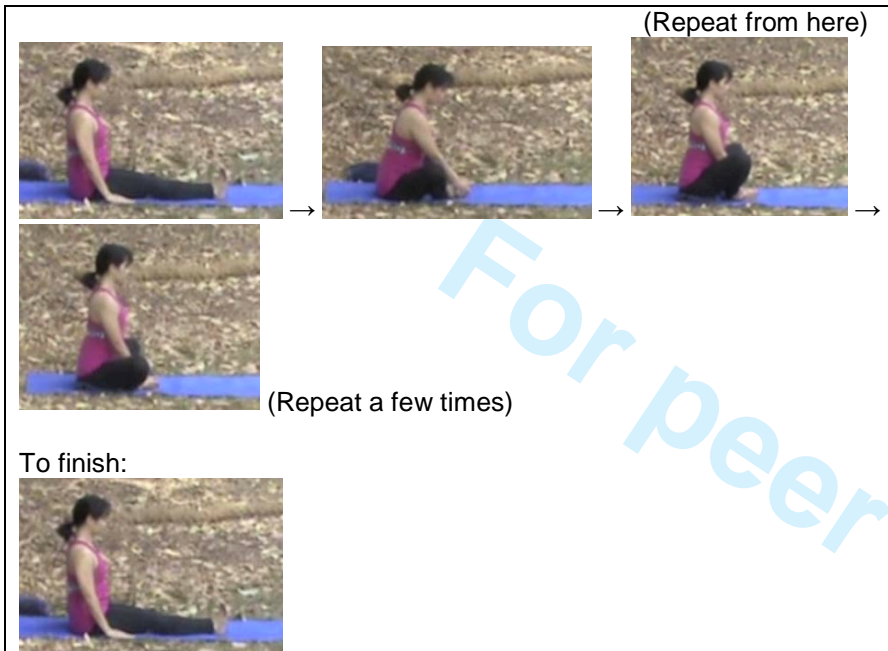 (Repeat from here)
→ → →
(Repeat a few times)
To finish:
For peer